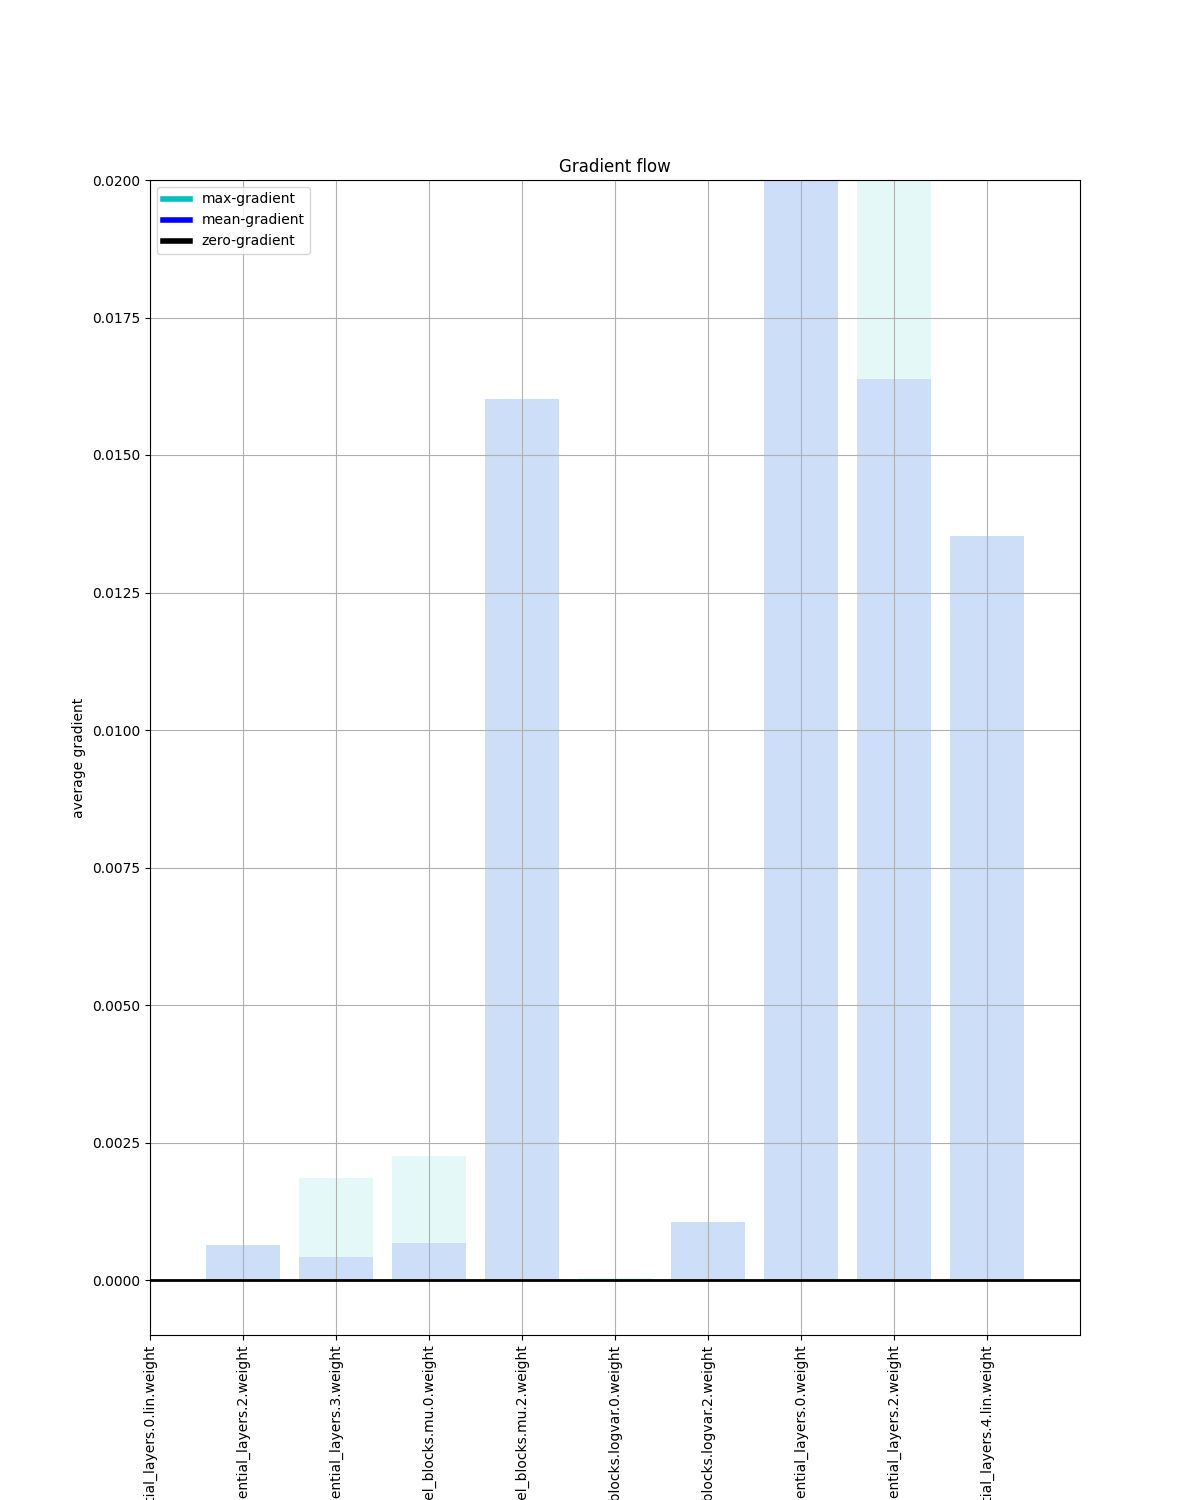 Gradient flow
max-gradient
mean-gradient
zero-gradient
0.0200
0.0175
0.0150
0.0125
0.0100
0.0075
0.0050
0.0025
0.0000
average gradient
tial_layers.0.lin.weight
ential_layers.2.weight
ential_layers.3.weight
el_blocks.mu.0.weight
el_blocks.mu.2.weight
blocks.logvar.0.weight
blocks.logvar.2.weight
ential_layers.0.weight
ential_layers.2.weight
tial_layers.4.lin.weight